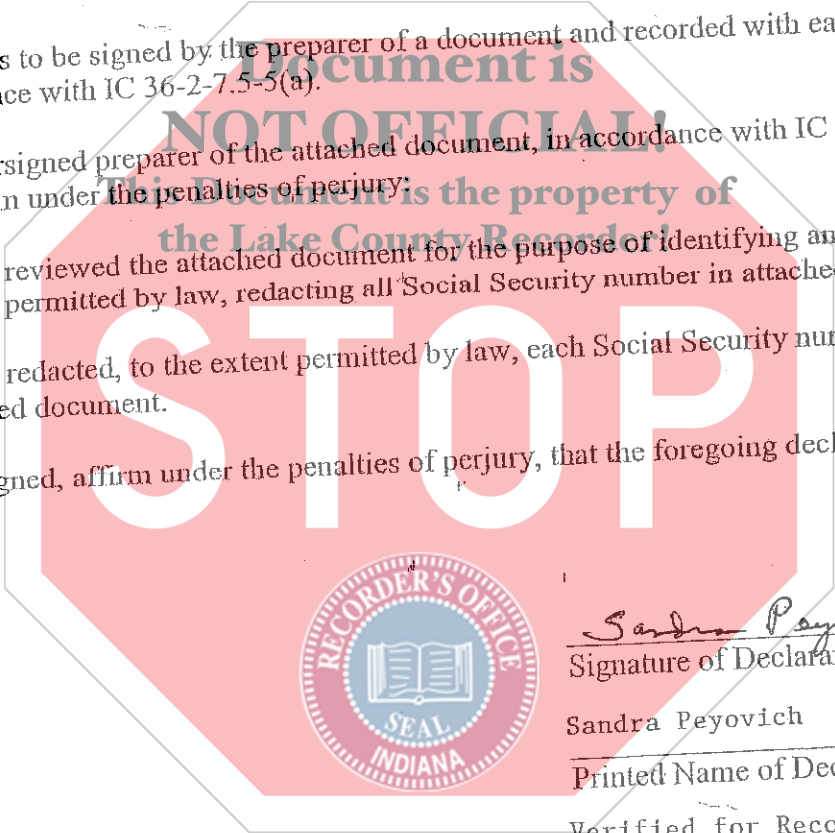 s to be signed by the preparer of a document and recorded with ea
Document is
ce with IC 36-2-7.5-5(a).
NOT OFFICIAL!
signed preparer of the attached document, in accordance with IC
This Document is the property of
n under the penalties of perjury:
the Lake County Recorder!
reviewed the attached document for the purpose of identifying an
permitted by law, redacting all Social Security number in attache
redacted, to the extent permitted by law, each Social Security nu
ed document.
STOP
gned, affirm under the penalties of perjury, that the foregoing decl
RECORDER'S OFFICE
SEAL
INDIANA
Sandra Pey
Signature of Declara
Sandra Peyovich
Printed Name of Dec
Verified for Reco